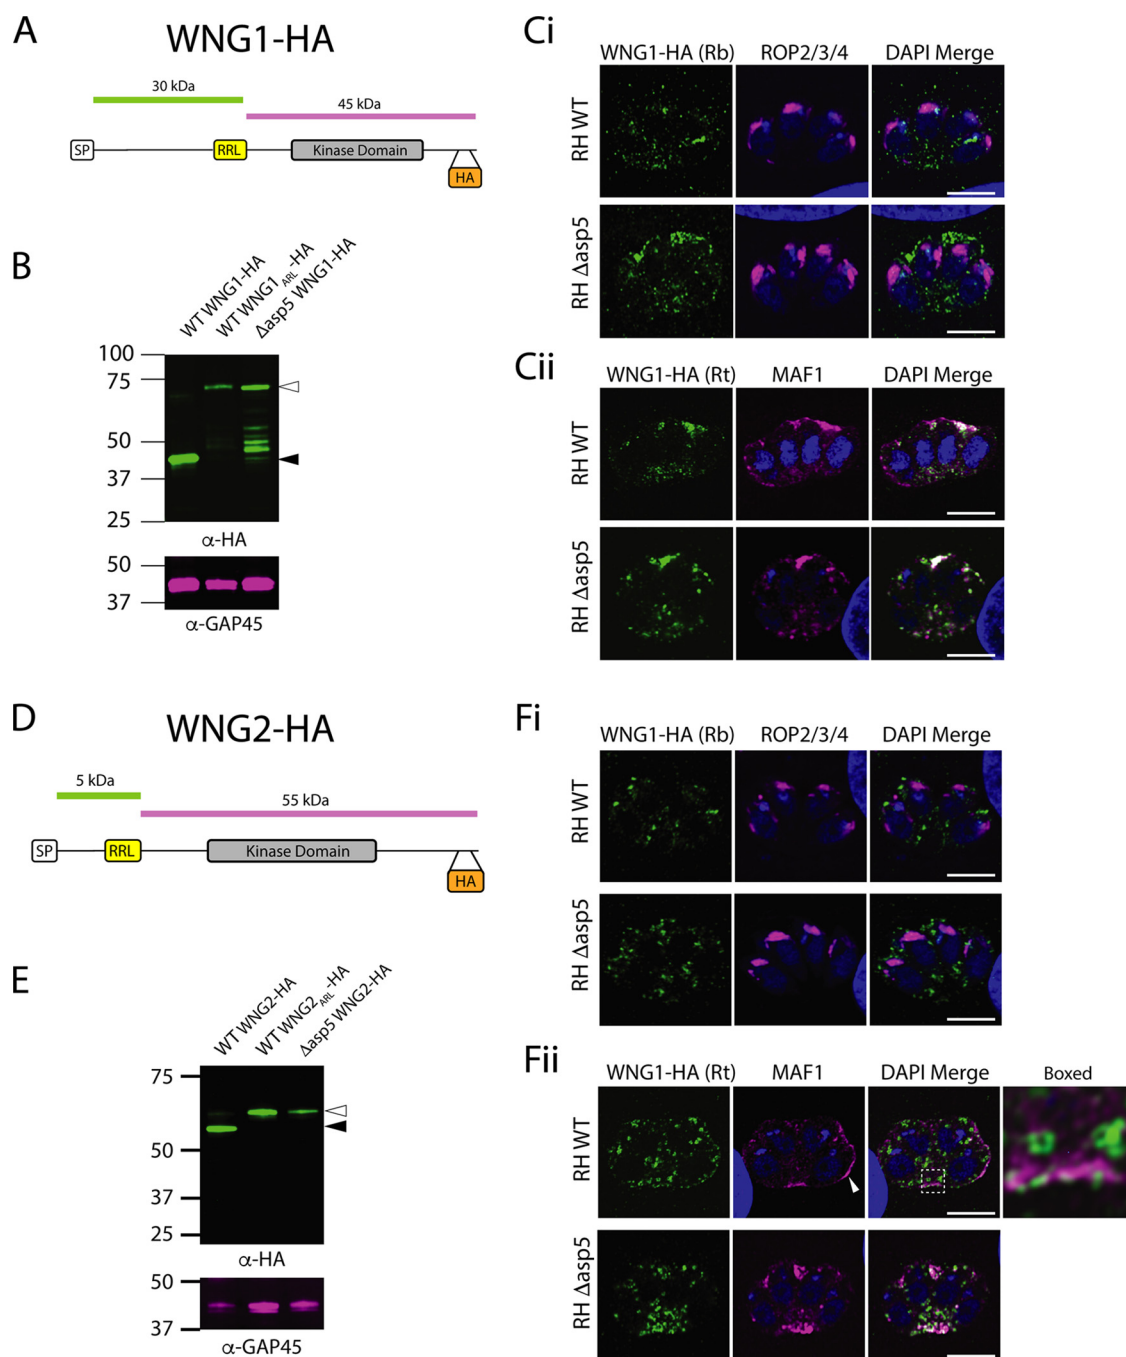 A
WNG1-HA
30 kDa
45 kDa
SP
RRL
Kinase Domain
HA
B
WT WNG1-HA
WT WNG1ARL-HA
Δasp5 WNG1-HA
100
75
50
37
25
α-HA
50
37
α-GAP45
Ci
WNG1-HA (Rb) ROP2/3/4 DAPI Merge
RH WT
RH Δasp5
Cii
WNG1-HA (Rt) MAF1 DAPI Merge
RH WT
RH Δasp5
D
WNG2-HA
5 kDa
55 kDa
SP
RRL
Kinase Domain
HA
E
WT WNG2-HA
WT WNG2ARL-HA
Δasp5 WNG2-HA
75
50
37
25
α-HA
50
37
α-GAP45
Fi
WNG1-HA (Rb) ROP2/3/4 DAPI Merge
RH WT
RH Δasp5
Fii
WNG1-HA (Rt) MAF1 DAPI Merge Boxed
RH WT
RH Δasp5